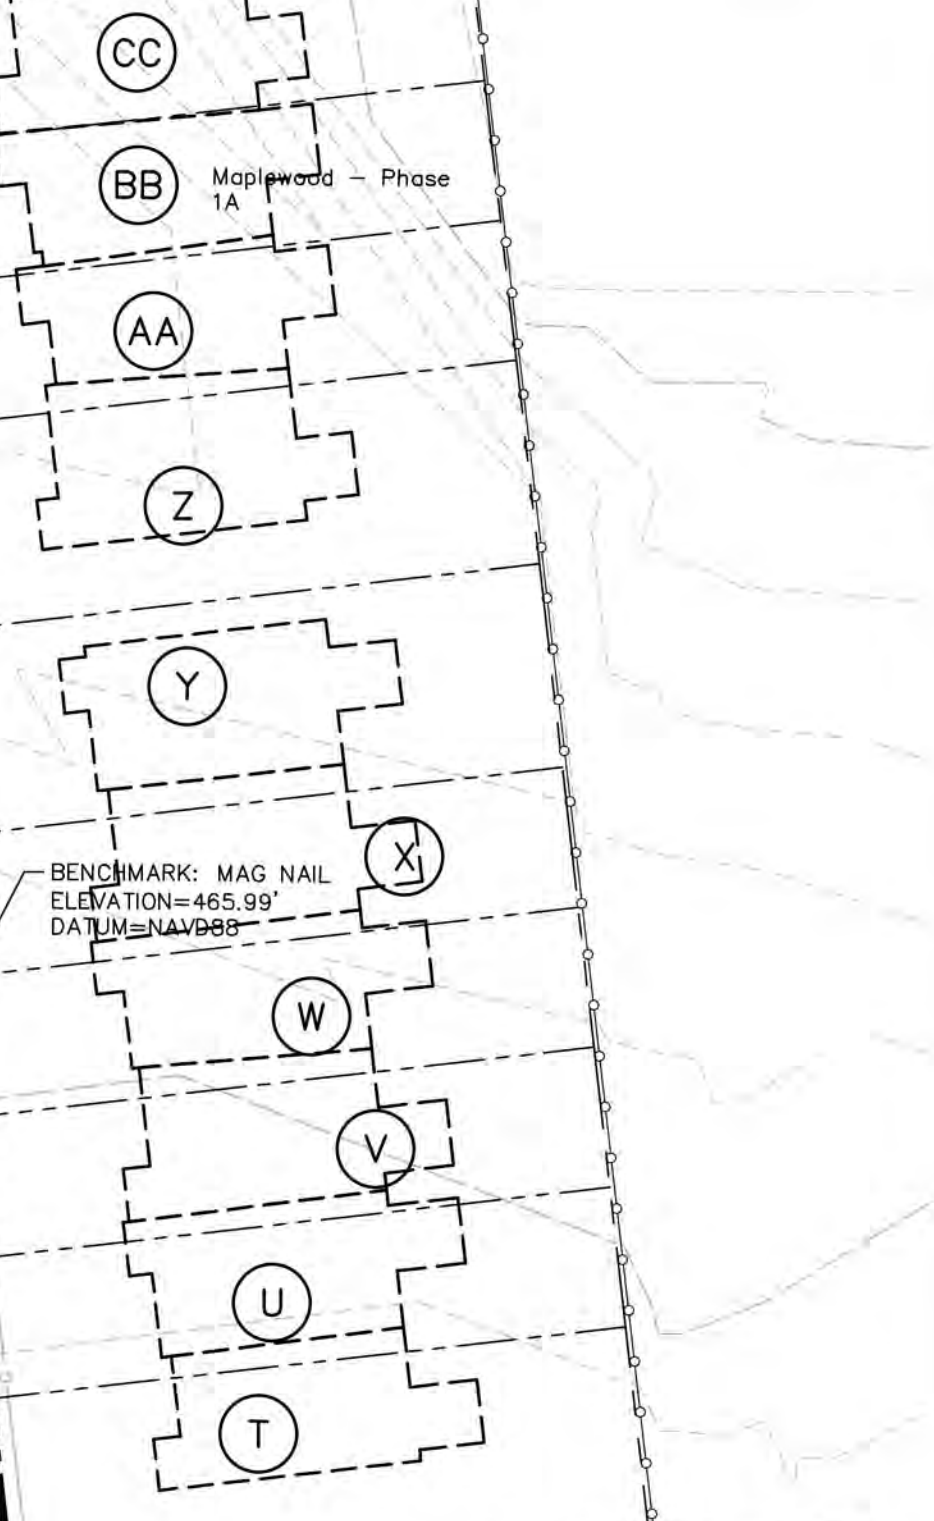 CC
BB
Maplewood - Phase
1A
AA
Z
Y
X
BENCHMARK: MAG NAIL
ELEVATION=465.99'
DATUM=NAVD88
W
V
U
T